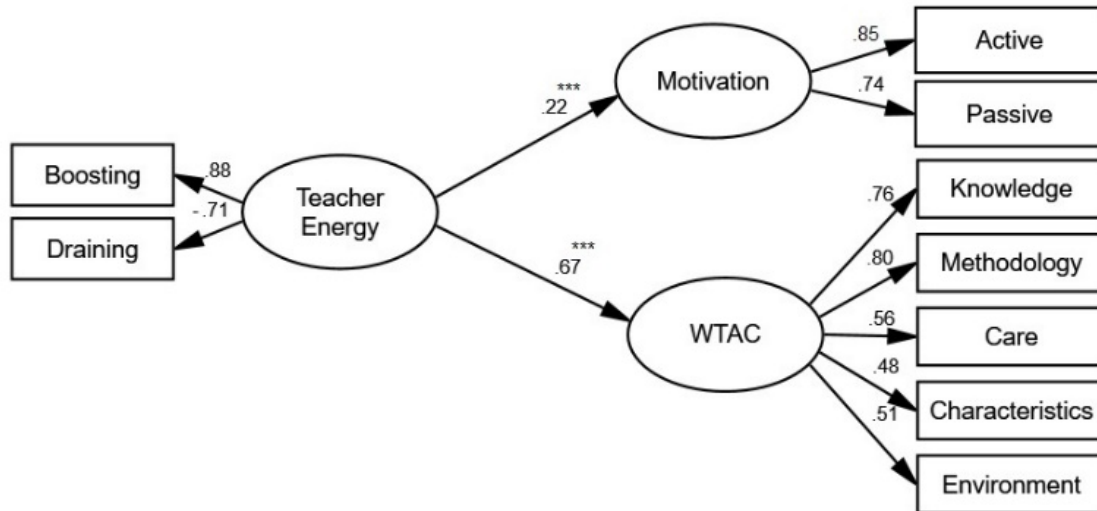 Boosting
Draining
.88
- .71
Teacher
Energy
***
.22
***
.67
Motivation
WTAC
.85
.74
.76
.80
.56
.48
.51
Active
Passive
Knowledge
Methodology
Care
Characteristics
Environment